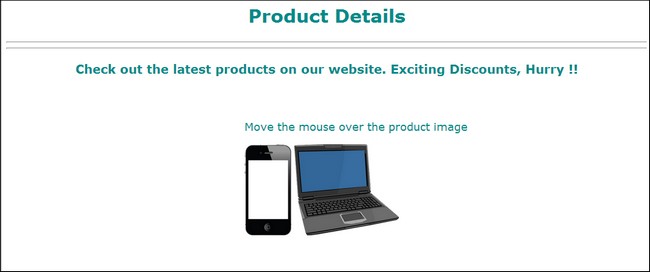 Product Details
Check out the latest products on our website. Exciting Discounts, Hurry !!
Move the mouse over the product image